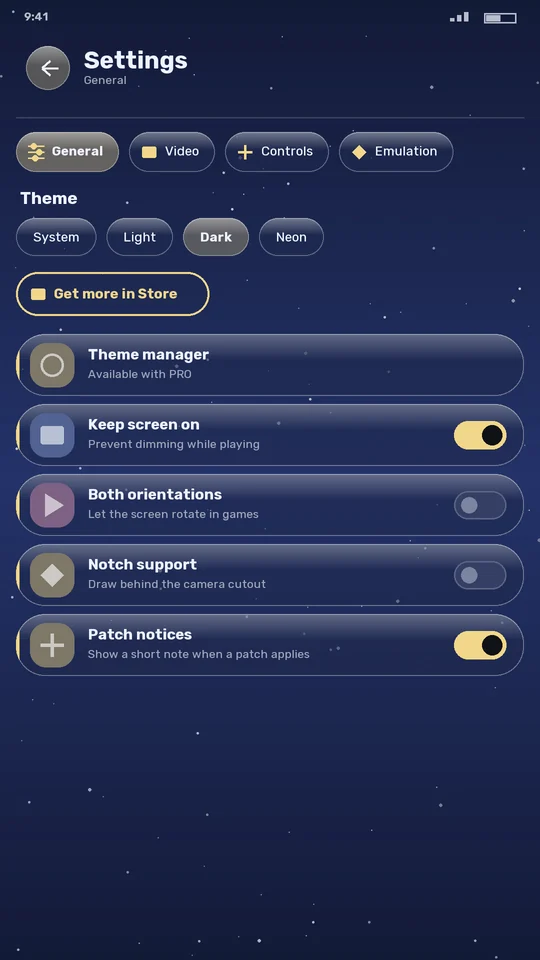 9:41
Settings
General
General
Video
Controls
Emulation
Theme
System
Light
Dark
Neon
Get more in Store
Theme manager
Available with PRO
Keep screen on
Prevent dimming while playing
Both orientations
Let the screen rotate in games
Notch support
Draw behind the camera cutout
Patch notices
Show a short note when a patch applies